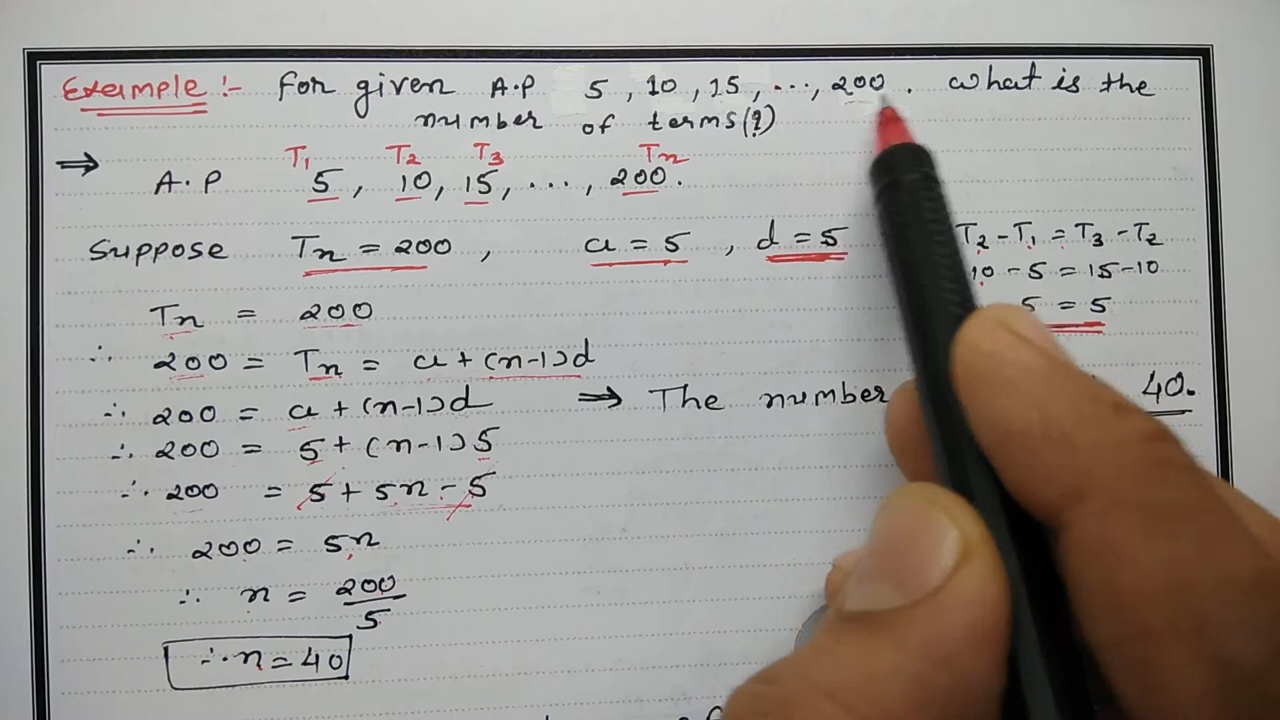 Example :- For given A.P 5, 10, 15, ..., 200. What is the
number of terms(?)
⇒ T₁ T₂ T₃ Tn
A.P 5, 10, 15, ..., 200.
Suppose Tn = 200, a = 5, d = 5
T₂ - T₁ = T₃ - T₂
10 - 5 = 15 - 10
5 = 5
Tn = 200
∴ 200 = Tn = a + (n-1)d
∴ 200 = a + (n-1)d
⇒ The number 40.
∴ 200 = 5 + (n-1)5
∴ 200 = 5 + 5n - 5
∴ 200 = 5n
∴ n = 200/5
∴ n = 40